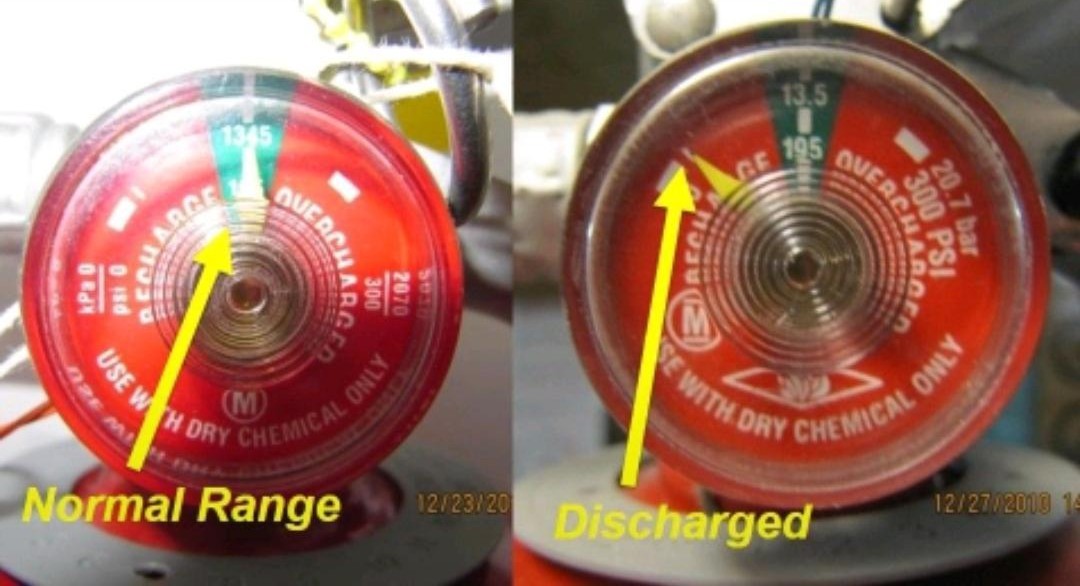 1345
RECHARGE
OVERCHARGED
kPa 0
psi 0
2070
300
USE WITH DRY CHEMICAL ONLY
M
Normal Range
12/23/20
13.5
195
OVERCHARGED
20.7 bar
300 PSI
M
USE WITH DRY CHEMICAL ONLY
Discharged
12/27/2010 14